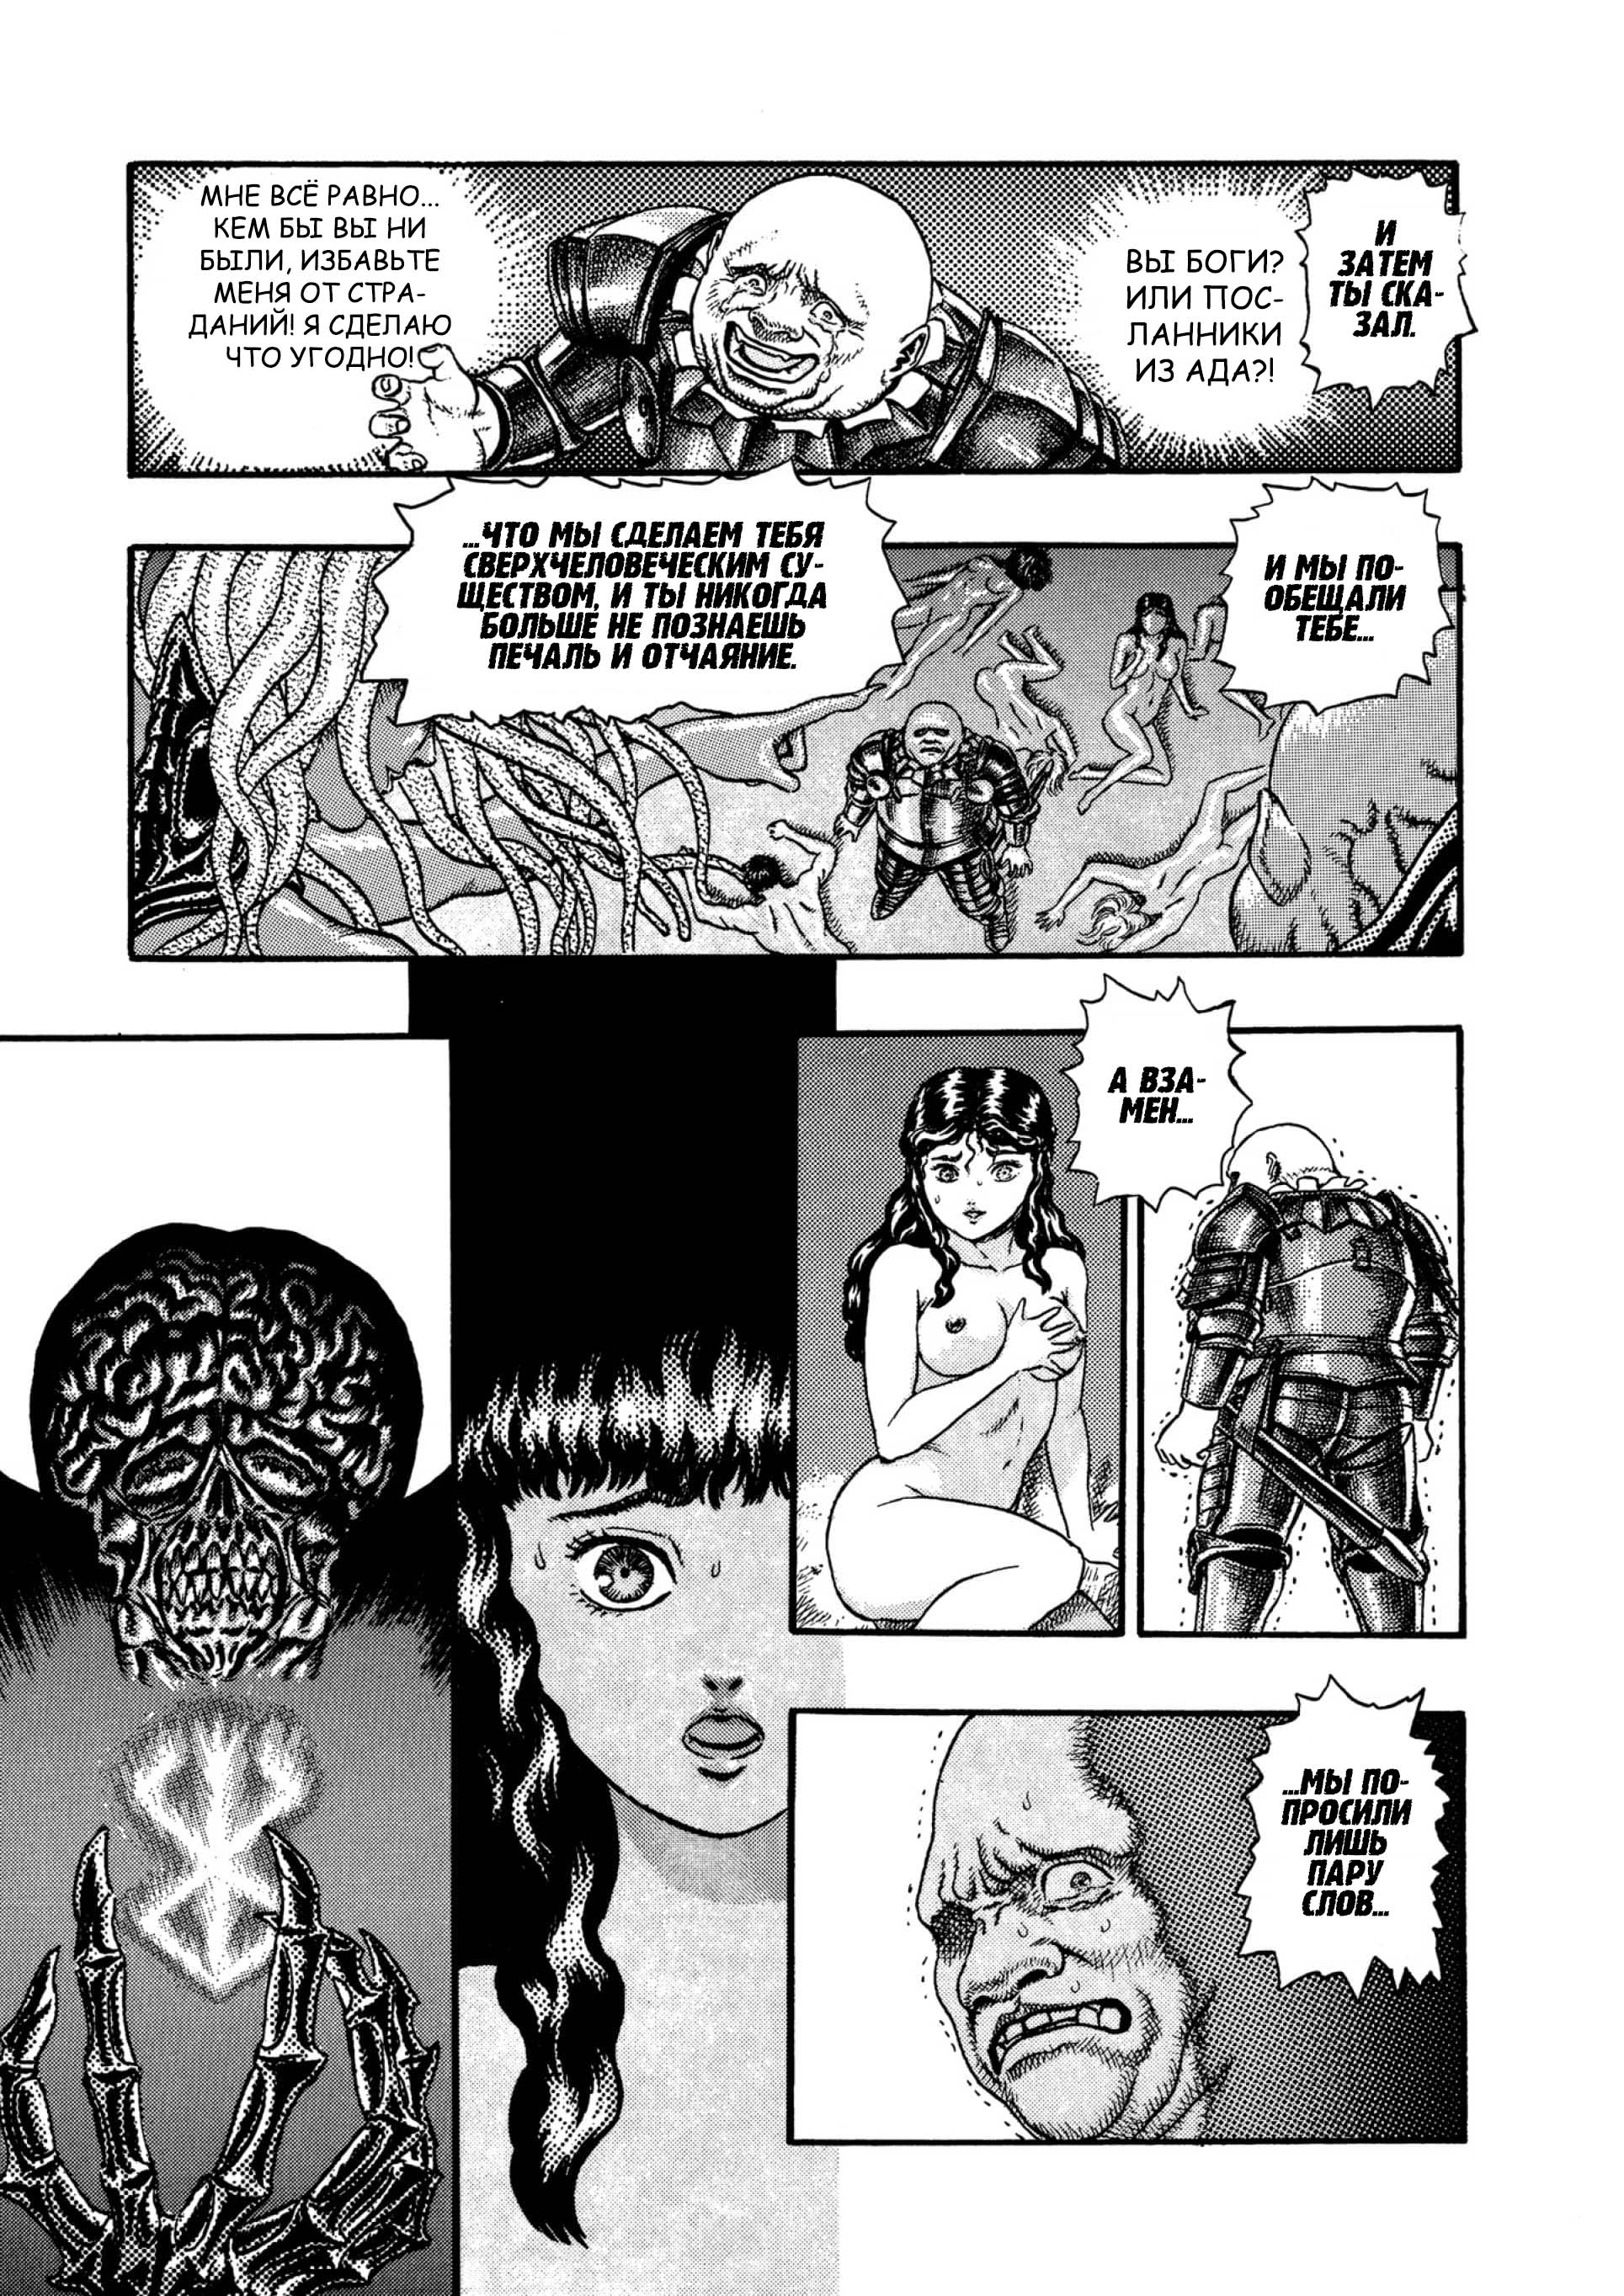 И
ЗАТЕМ
ТЫ СКА-
ЗАЛ.
ВЫ БОГИ?
ИЛИ ПОС-
ЛАННИКИ
ИЗ АДА?!
МНЕ ВСЁ РАВНО...
КЕМ БЫ ВЫ НИ
БЫЛИ, ИЗБАВЬТЕ
МЕНЯ ОТ СТРА-
ДАНИЙ! Я СДЕЛАЮ
ЧТО УГОДНО!
И МЫ ПО-
ОБЕЩАЛИ
ТЕБЕ...
...ЧТО МЫ СДЕЛАЕМ ТЕБЯ
СВЕРХЧЕЛОВЕЧЕСКИМ СУ-
ЩЕСТВОМ, И ТЫ НИКОГДА
БОЛЬШЕ НЕ ПОЗНАЕШЬ
ПЕЧАЛЬ И ОТЧАЯНИЕ.
А ВЗА-
МЕН...
...МЫ ПО-
ПРОСИЛИ
ЛИШЬ
ПАРУ
СЛОВ...